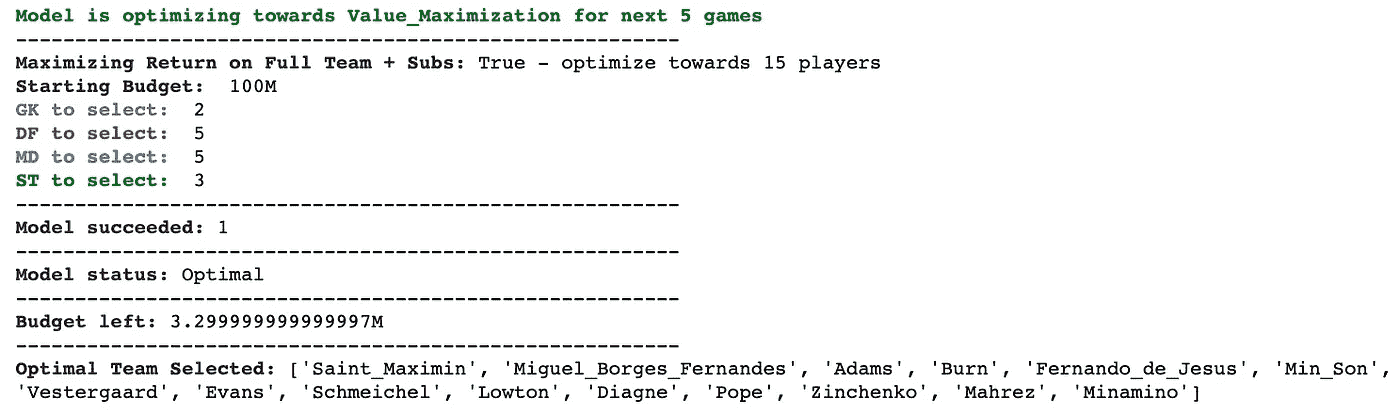 Model is optimizing towards Value_Maximization for next 5 games
--------------------------------------------------------
Maximizing Return on Full Team + Subs: True - optimize towards 15 players
Starting Budget:  100M
GK to select:  2
DF to select:  5
MD to select:  5
ST to select:  3
--------------------------------------------------------
Model succeeded: 1
--------------------------------------------------------
Model status: Optimal
--------------------------------------------------------
Budget left: 3.299999999999997M
--------------------------------------------------------
Optimal Team Selected: ['Saint_Maximin', 'Miguel_Borges_Fernandes', 'Adams', 'Burn', 'Fernando_de_Jesus', 'Min_Son',
'Vestergaard', 'Evans', 'Schmeichel', 'Lowton', 'Diagne', 'Pope', 'Zinchenko', 'Mahrez', 'Minamino']